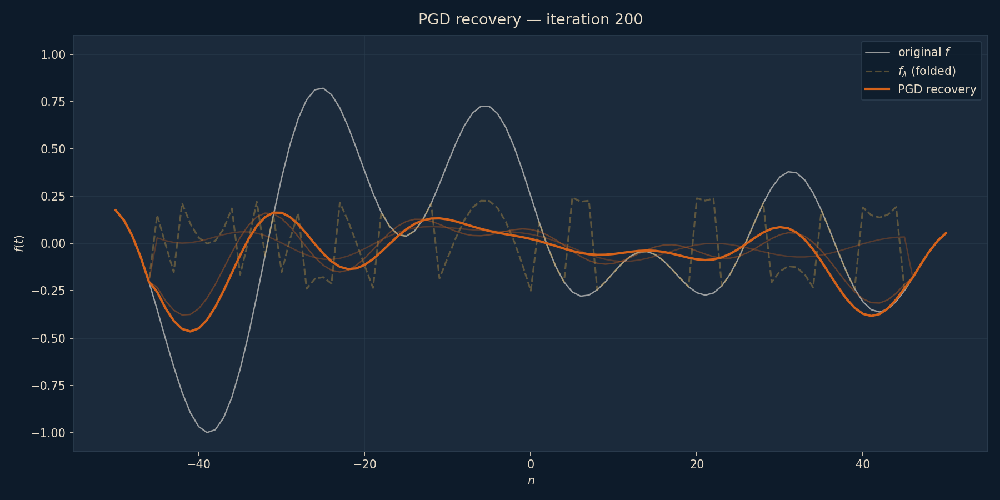 PGD recovery — iteration 200
original f
f_λ (folded)
PGD recovery
1.00
0.75
0.50
0.25
0.00
−0.25
−0.50
−0.75
−1.00
f(t)
−40
−20
0
20
40
n